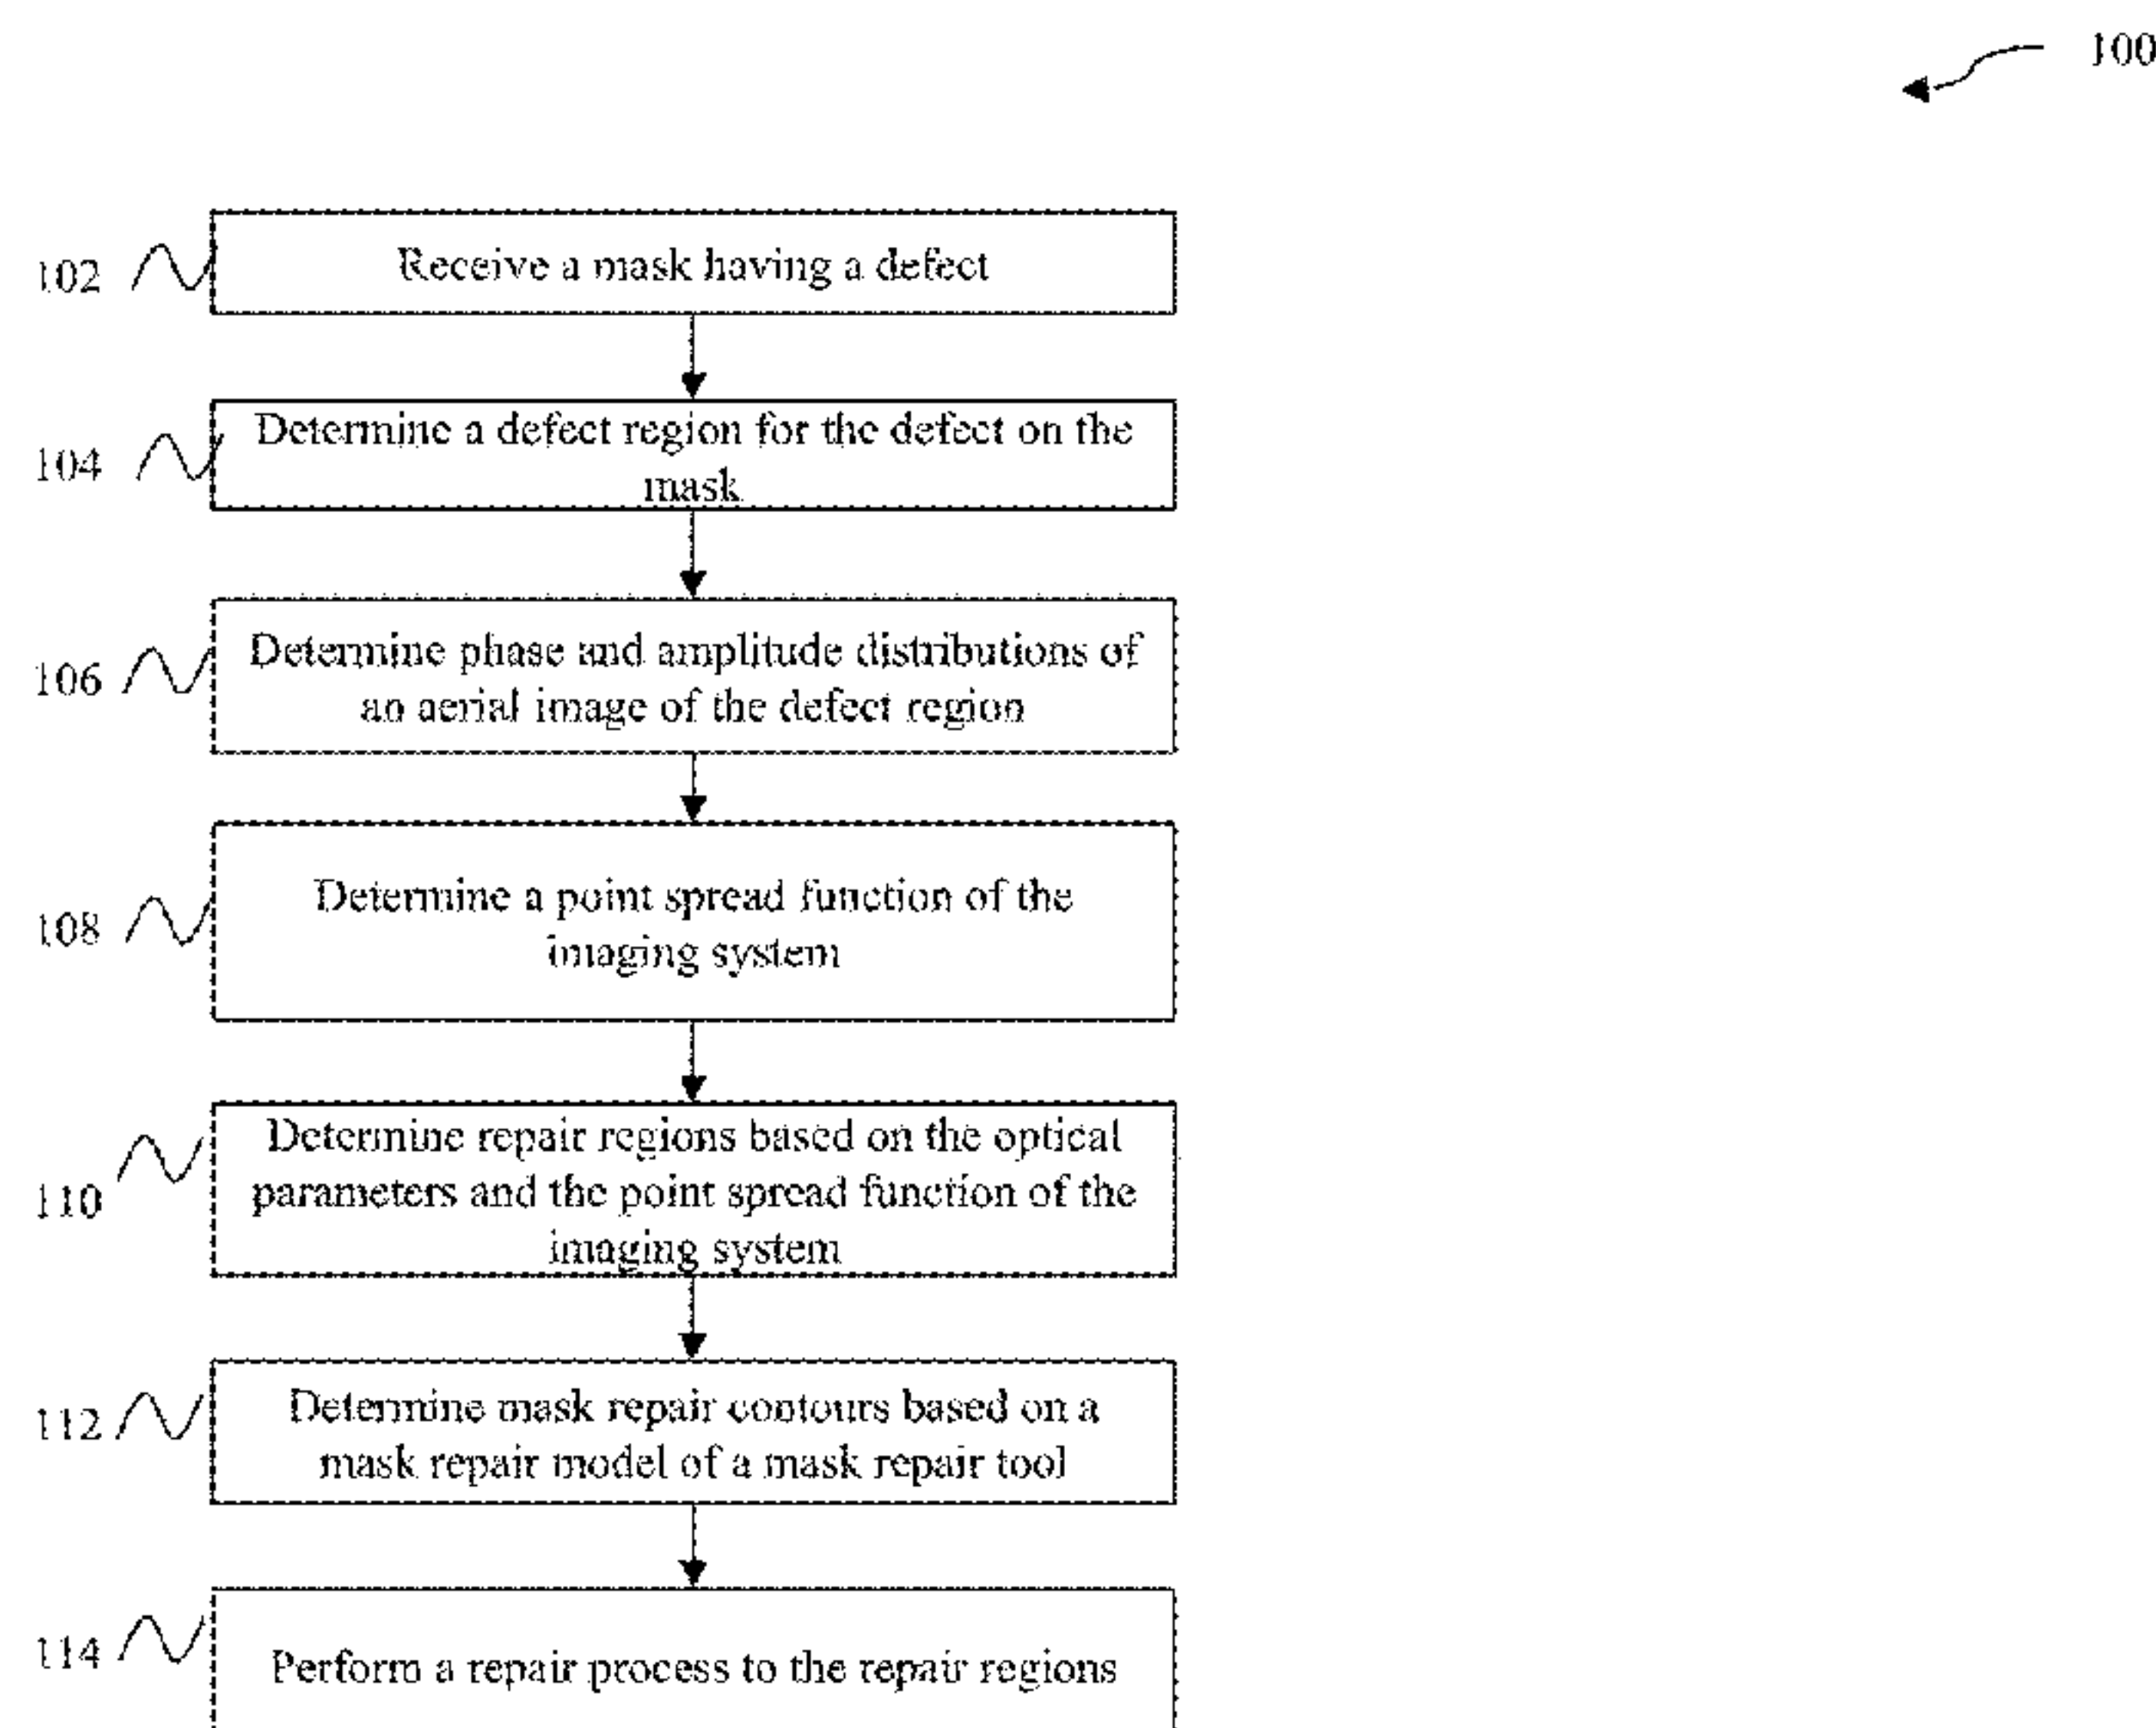 100
102
Receive a mask having a defect
104
Determine a defect region for the defect on the
mask
106
Determine phase and amplitude distributions of
an aerial image of the defect region
108
Determine a point spread function of the
imaging system
110
Determine repair regions based on the optical
parameters and the point spread function of the
imaging system
112
Determine mask repair contours based on a
mask repair model of a mask repair tool
114
Perform a repair process to the repair regions